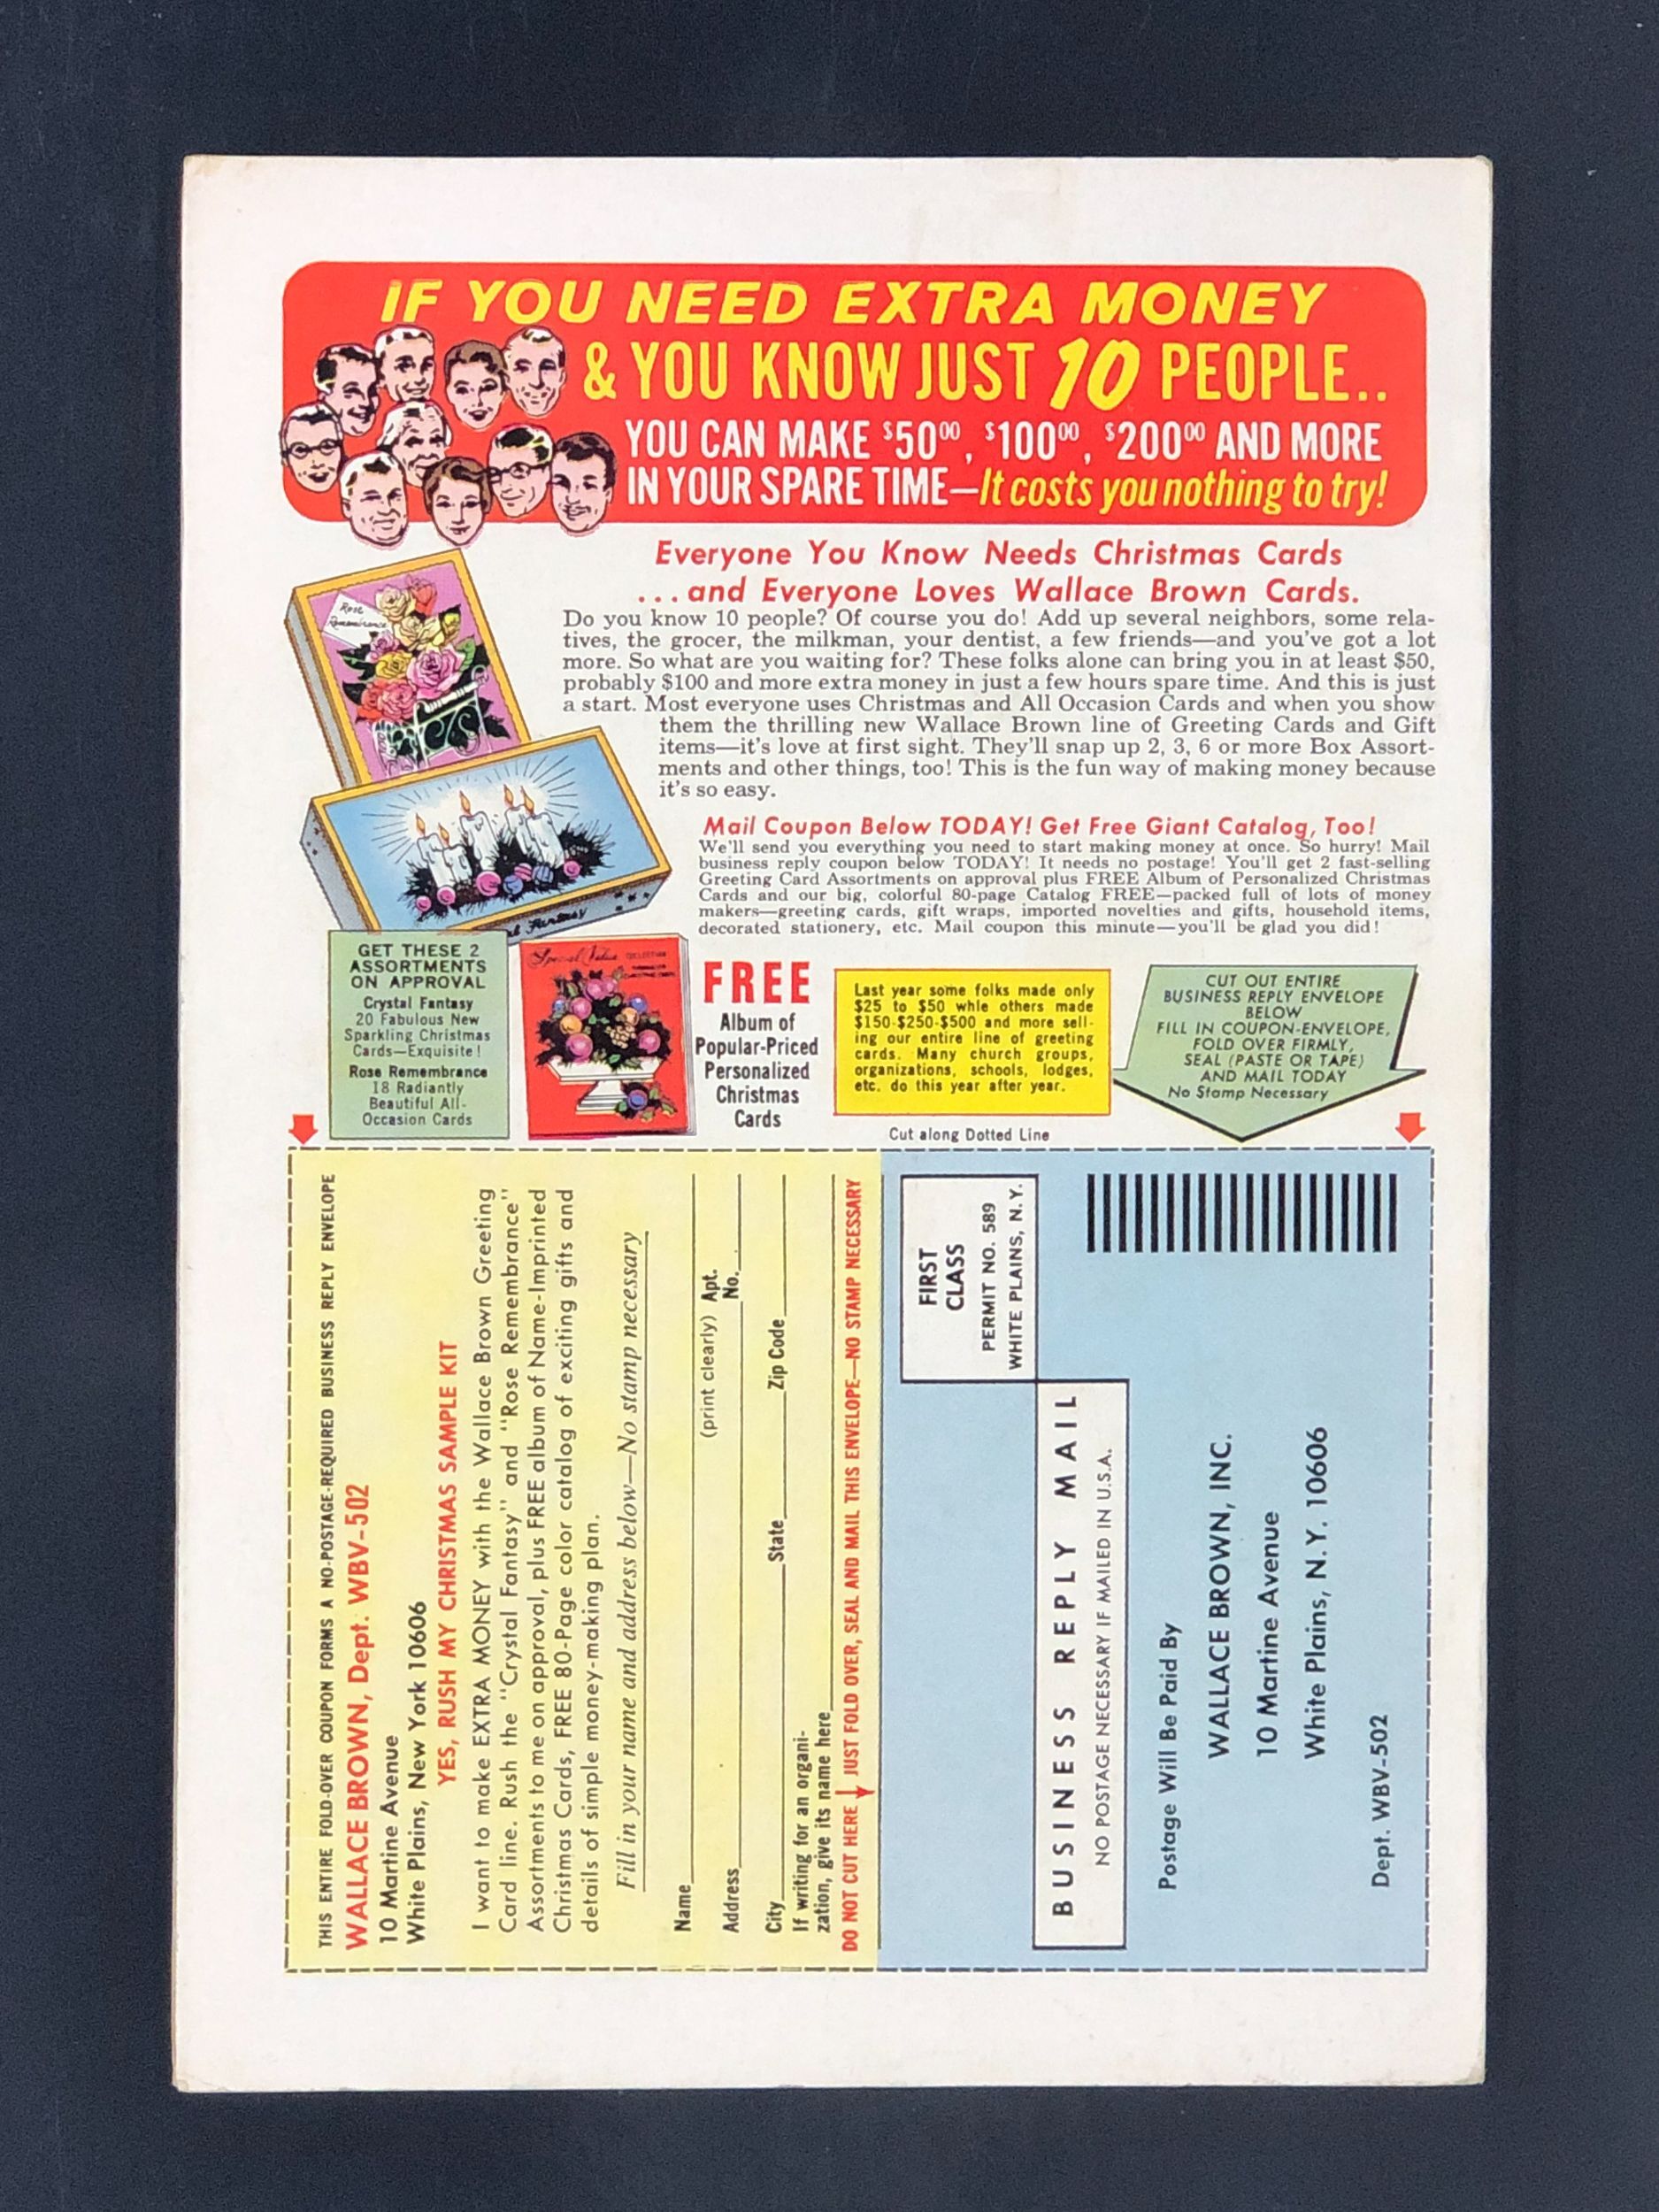 IF YOU NEED EXTRA MONEY
& YOU KNOW JUST 10 PEOPLE..
YOU CAN MAKE $50⁰⁰, $100⁰⁰, $200⁰⁰ AND MORE
IN YOUR SPARE TIME—It costs you nothing to try!
Everyone You Know Needs Christmas Cards
...and Everyone Loves Wallace Brown Cards.
Do you know 10 people? Of course you do! Add up several neighbors, some rela-
tives, the grocer, the milkman, your dentist, a few friends—and you've got a lot
more. So what are you waiting for? These folks alone can bring you in at least $50,
probably $100 and more extra money in just a few hours spare time. And this is just
a start. Most everyone uses Christmas and All Occasion Cards and when you show
them the thrilling new Wallace Brown line of Greeting Cards and Gift
items—it's love at first sight. They'll snap up 2, 3, 6 or more Box Assort-
ments and other things, too! This is the fun way of making money because
it's so easy.
Rose
Remembrance
Mail Coupon Below TODAY! Get Free Giant Catalog, Too!
We'll send you everything you need to start making money at once. So hurry! Mail
business reply coupon below TODAY! It needs no postage! You'll get 2 fast-selling
Greeting Card Assortments on approval plus FREE Album of Personalized Christmas
Cards and our big, colorful 80-page Catalog FREE—packed full of lots of money
makers—greeting cards, gift wraps, imported novelties and gifts, household items,
decorated stationery, etc. Mail coupon this minute—you'll be glad you did!
Fantasy
GET THESE 2
ASSORTMENTS
ON APPROVAL
Crystal Fantasy
20 Fabulous New
Sparkling Christmas
Cards—Exquisite!
Rose Remembrance
18 Radiantly
Beautiful All-
Occasion Cards
Special Value
FREE
Album of
Popular-Priced
Personalized
Christmas
Cards
Last year some folks made only
$25 to $50 whle others made
$150-$250-$500 and more sell-
ing our entire line of greeting
cards. Many church groups,
organizations, schools, lodges,
etc. do this year after year.
CUT OUT ENTIRE
BUSINESS REPLY ENVELOPE
BELOW
FILL IN COUPON-ENVELOPE,
FOLD OVER FIRMLY,
SEAL (PASTE OR TAPE)
AND MAIL TODAY
No Stamp Necessary
Cut along Dotted Line
THIS ENTIRE FOLD-OVER COUPON FORMS A NO-POSTAGE-REQUIRED BUSINESS REPLY ENVELOPE
WALLACE BROWN, Dept. WBV-502
10 Martine Avenue
White Plains, New York 10606
YES, RUSH MY CHRISTMAS SAMPLE KIT
I want to make EXTRA MONEY with the Wallace Brown Greeting
Card line. Rush the "Crystal Fantasy" and "Rose Remembrance"
Assortments to me on approval, plus FREE album of Name-Imprinted
Christmas Cards, FREE 80-Page color catalog of exciting gifts and
details of simple money-making plan.
Fill in your name and address below—No stamp necessary
Name
(print clearly) Apt.
Address No.
City State Zip Code
If writing for an organi-
zation, give its name here
DO NOT CUT HERE JUST FOLD OVER, SEAL AND MAIL THIS ENVELOPE—NO STAMP NECESSARY
FIRST
CLASS
PERMIT NO. 589
WHITE PLAINS, N.Y.
BUSINESS REPLY MAIL
NO POSTAGE NECESSARY IF MAILED IN U.S.A.
Postage Will Be Paid By
WALLACE BROWN, INC.
10 Martine Avenue
White Plains, N.Y. 10606
Dept. WBV-502